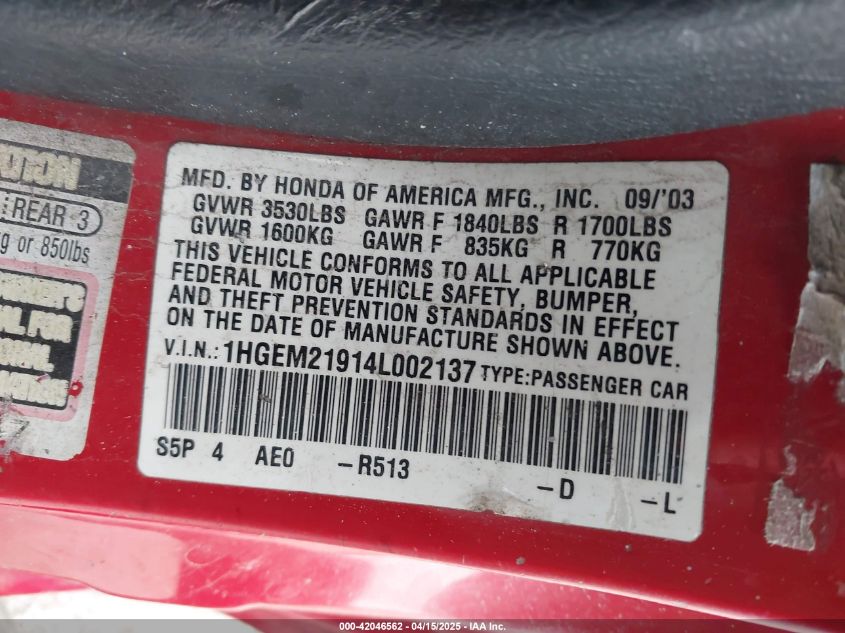 MFD. BY HONDA OF AMERICA MFG., INC. 09/'03
GVWR 3530LBS GAWR F 1840LBS R 1700LBS
GVWR 1600KG GAWR F 835KG R 770KG
THIS VEHICLE CONFORMS TO ALL APPLICABLE
FEDERAL MOTOR VEHICLE SAFETY, BUMPER,
AND THEFT PREVENTION STANDARDS IN EFFECT
ON THE DATE OF MANUFACTURE SHOWN ABOVE.
V.I.N.: 1HGEM21914L002137 TYPE:PASSENGER CAR
S5P 4 AE0 -R513 -D -L
:REAR 3
g or 850lbs
000-42046562 - 04/15/2025 - IAA Inc.